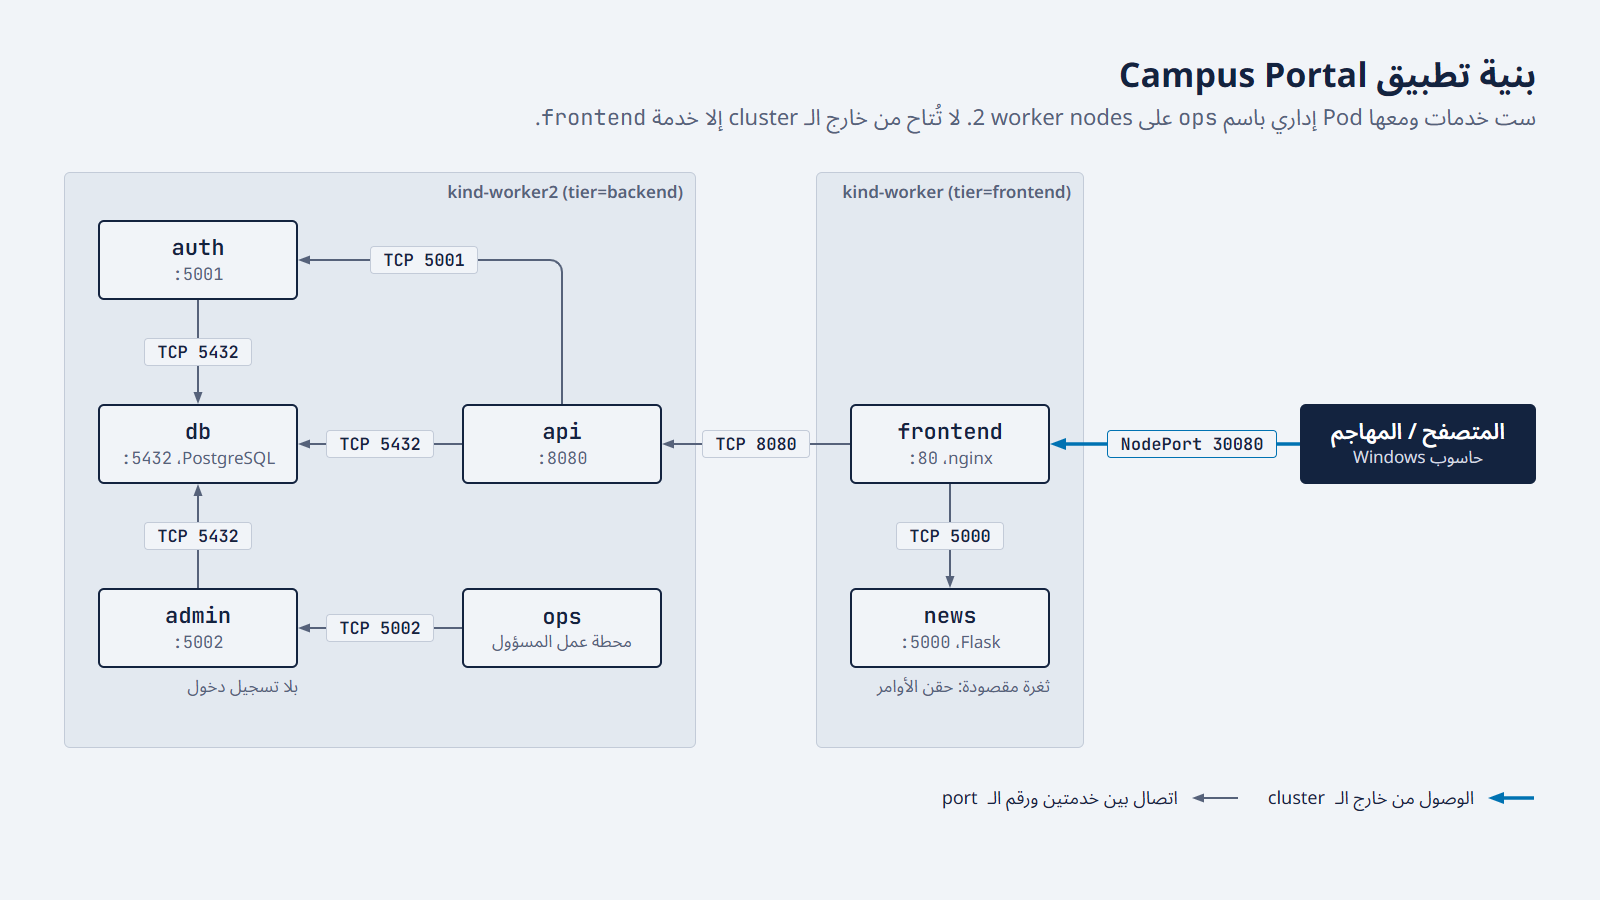 بنية تطبيق Campus Portal
ست خدمات ومعها Pod إداري باسم ops على 2 worker nodes. لا تُتاح من خارج الـ cluster إلا خدمة frontend.
kind-worker (tier=frontend)
kind-worker2 (tier=backend)
المتصفح / المهاجم
حاسوب Windows
NodePort 30080
frontend
nginx، 80:
TCP 5000
news
Flask، 5000:
ثغرة مقصودة: حقن الأوامر
TCP 8080
api
:8080
TCP 5001
auth
:5001
TCP 5432
TCP 5432
db
PostgreSQL، 5432:
TCP 5432
ops
محطة عمل المسؤول
TCP 5002
admin
:5002
بلا تسجيل دخول
الوصول من خارج الـ cluster
اتصال بين خدمتين ورقم الـ port